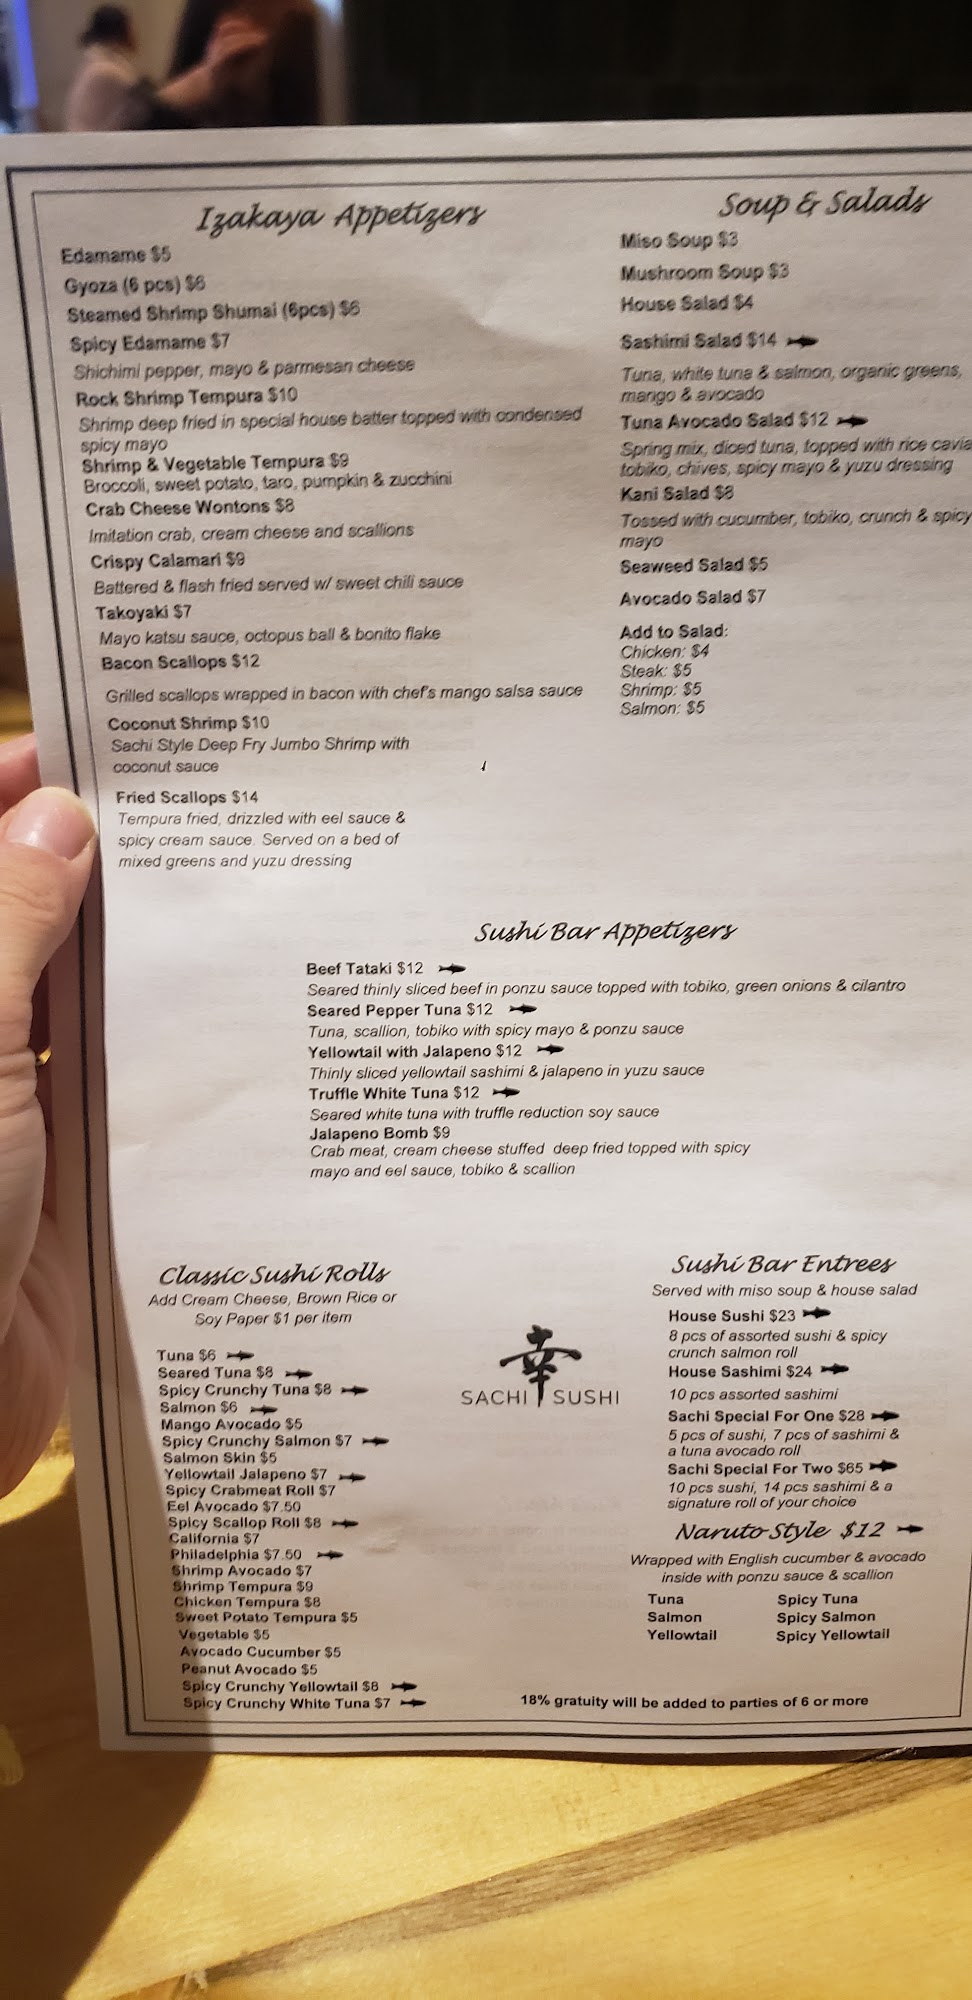 Izakaya Appetizers
Edamame $5
Gyoza (6 pcs) $6
Steamed Shrimp Shumai (6pcs) $6
Spicy Edamame $7
Shichimi pepper, mayo & parmesan cheese
Rock Shrimp Tempura $10
Shrimp deep fried in special house batter topped with condensed
spicy mayo
Shrimp & Vegetable Tempura $9
Broccoli, sweet potato, taro, pumpkin & zucchini
Crab Cheese Wontons $8
Imitation crab, cream cheese and scallions
Crispy Calamari $9
Battered & flash fried served w/ sweet chili sauce
Takoyaki $7
Mayo katsu sauce, octopus ball & bonito flake
Bacon Scallops $12
Grilled scallops wrapped in bacon with chef's mango salsa sauce
Coconut Shrimp $10
Sachi Style Deep Fry Jumbo Shrimp with
coconut sauce
Fried Scallops $14
Tempura fried, drizzled with eel sauce &
spicy cream sauce. Served on a bed of
mixed greens and yuzu dressing
Soup & Salads
Miso Soup $3
Mushroom Soup $3
House Salad $4
Sashimi Salad $14
Tuna, white tuna & salmon, organic greens,
mango & avocado
Tuna Avocado Salad $12
Spring mix, diced tuna, topped with rice cavia
tobiko, chives, spicy mayo & yuzu dressing
Kani Salad $8
Tossed with cucumber, tobiko, crunch & spicy
mayo
Seaweed Salad $5
Avocado Salad $7
Add to Salad:
Chicken: $4
Steak: $5
Shrimp: $5
Salmon: $5
Sushi Bar Appetizers
Beef Tataki $12
Seared thinly sliced beef in ponzu sauce topped with tobiko, green onions & cilantro
Seared Pepper Tuna $12
Tuna, scallion, tobiko with spicy mayo & ponzu sauce
Yellowtail with Jalapeno $12
Thinly sliced yellowtail sashimi & jalapeno in yuzu sauce
Truffle White Tuna $12
Seared white tuna with truffle reduction soy sauce
Jalapeno Bomb $9
Crab meat, cream cheese stuffed deep fried topped with spicy
mayo and eel sauce, tobiko & scallion
Classic Sushi Rolls
Add Cream Cheese, Brown Rice or
Soy Paper $1 per item
Tuna $6
Seared Tuna $8
Spicy Crunchy Tuna $8
Salmon $6
Mango Avocado $5
Spicy Crunchy Salmon $7
Salmon Skin $5
Yellowtail Jalapeno $7
Spicy Crabmeat Roll $7
Eel Avocado $7.50
Spicy Scallop Roll $8
California $7
Philadelphia $7.50
Shrimp Avocado $7
Shrimp Tempura $9
Chicken Tempura $8
Sweet Potato Tempura $5
Vegetable $5
Avocado Cucumber $5
Peanut Avocado $5
Spicy Crunchy Yellowtail $8
Spicy Crunchy White Tuna $7
幸
SACHI SUSHI
Sushi Bar Entrees
Served with miso soup & house salad
House Sushi $23
8 pcs of assorted sushi & spicy
crunch salmon roll
House Sashimi $24
10 pcs assorted sashimi
Sachi Special For One $28
5 pcs of sushi, 7 pcs of sashimi &
a tuna avocado roll
Sachi Special For Two $65
10 pcs sushi, 14 pcs sashimi & a
signature roll of your choice
Naruto Style $12
Wrapped with English cucumber & avocado
inside with ponzu sauce & scallion
Tuna Spicy Tuna
Salmon Spicy Salmon
Yellowtail Spicy Yellowtail
18% gratuity will be added to parties of 6 or more